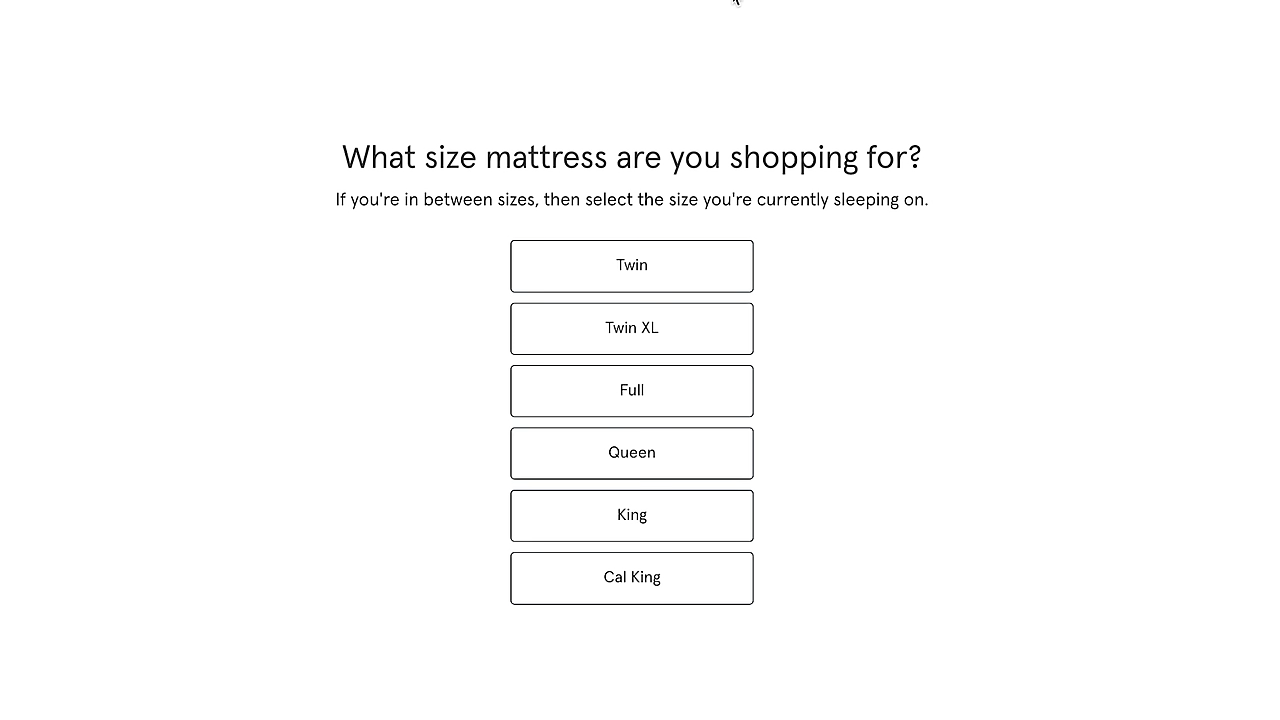 What size mattress are you shopping for?
If you're in between sizes, then select the size you're currently sleeping on.
Twin
Twin XL
Full
Queen
King
Cal King